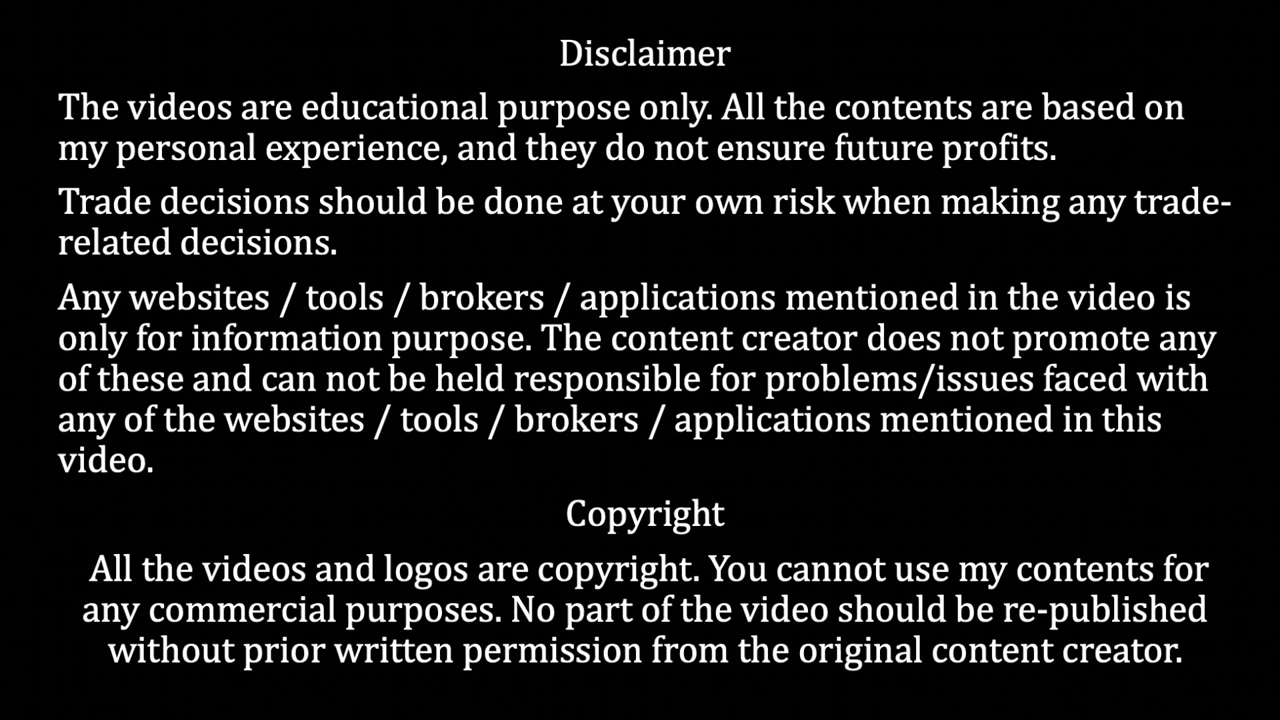 Disclaimer
The videos are educational purpose only. All the contents are based on
my personal experience, and they do not ensure future profits.
Trade decisions should be done at your own risk when making any trade-
related decisions.
Any websites / tools / brokers / applications mentioned in the video is
only for information purpose. The content creator does not promote any
of these and can not be held responsible for problems/issues faced with
any of the websites / tools / brokers / applications mentioned in this
video.
Copyright
All the videos and logos are copyright. You cannot use my contents for
any commercial purposes. No part of the video should be re-published
without prior written permission from the original content creator.